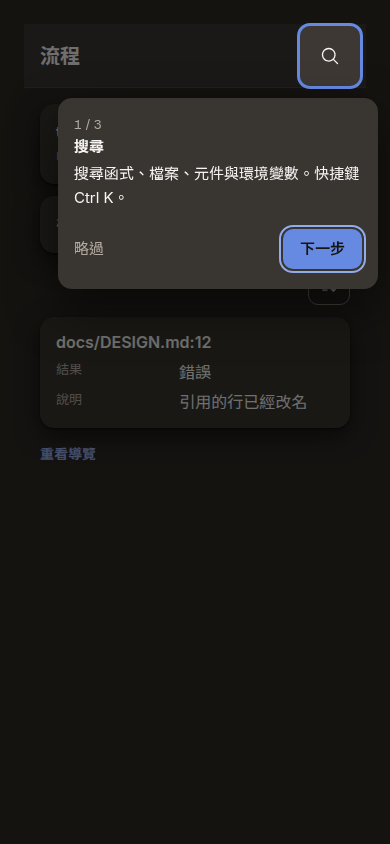 流程
1 / 3
搜尋
搜尋函式、檔案、元件與環境變數。快捷鍵
Ctrl K。
略過
下一步
docs/DESIGN.md:12
結果
錯誤
說明
引用的行已經改名
重看導覽